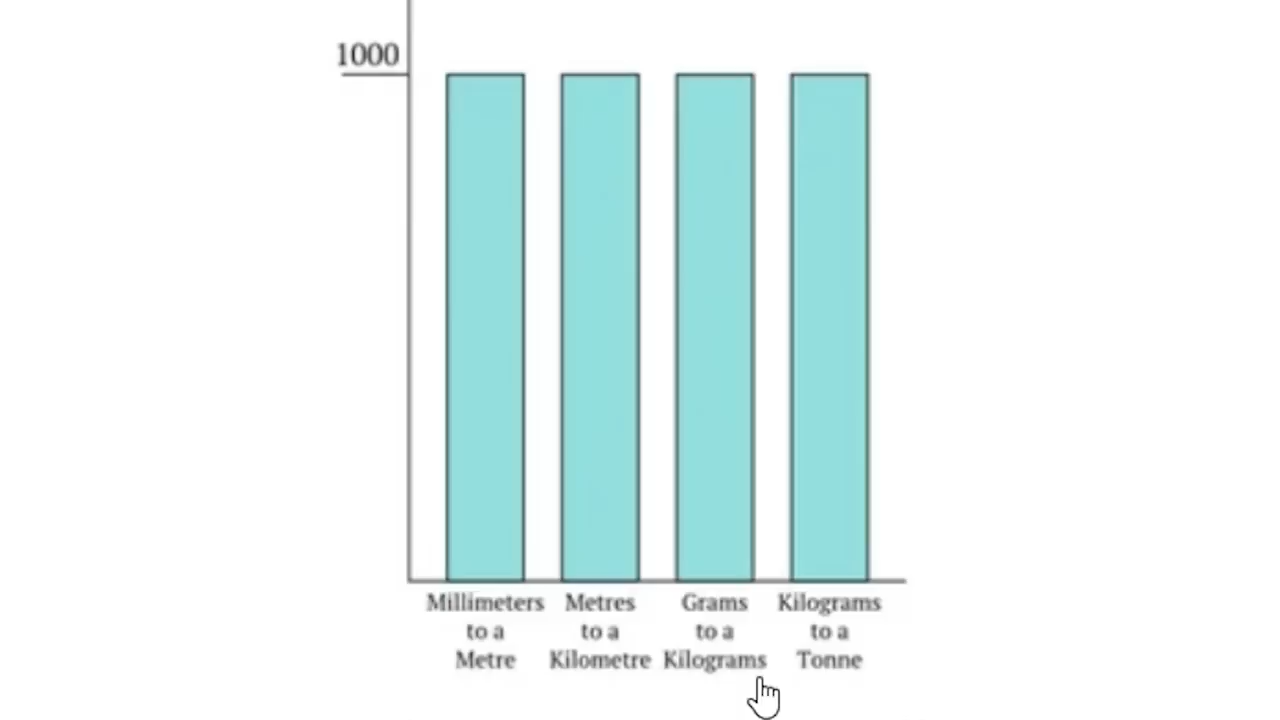 1000
Millimeters to a Metre
Metres to a Kilometre
Grams to a Kilograms
Kilograms to a Tonne